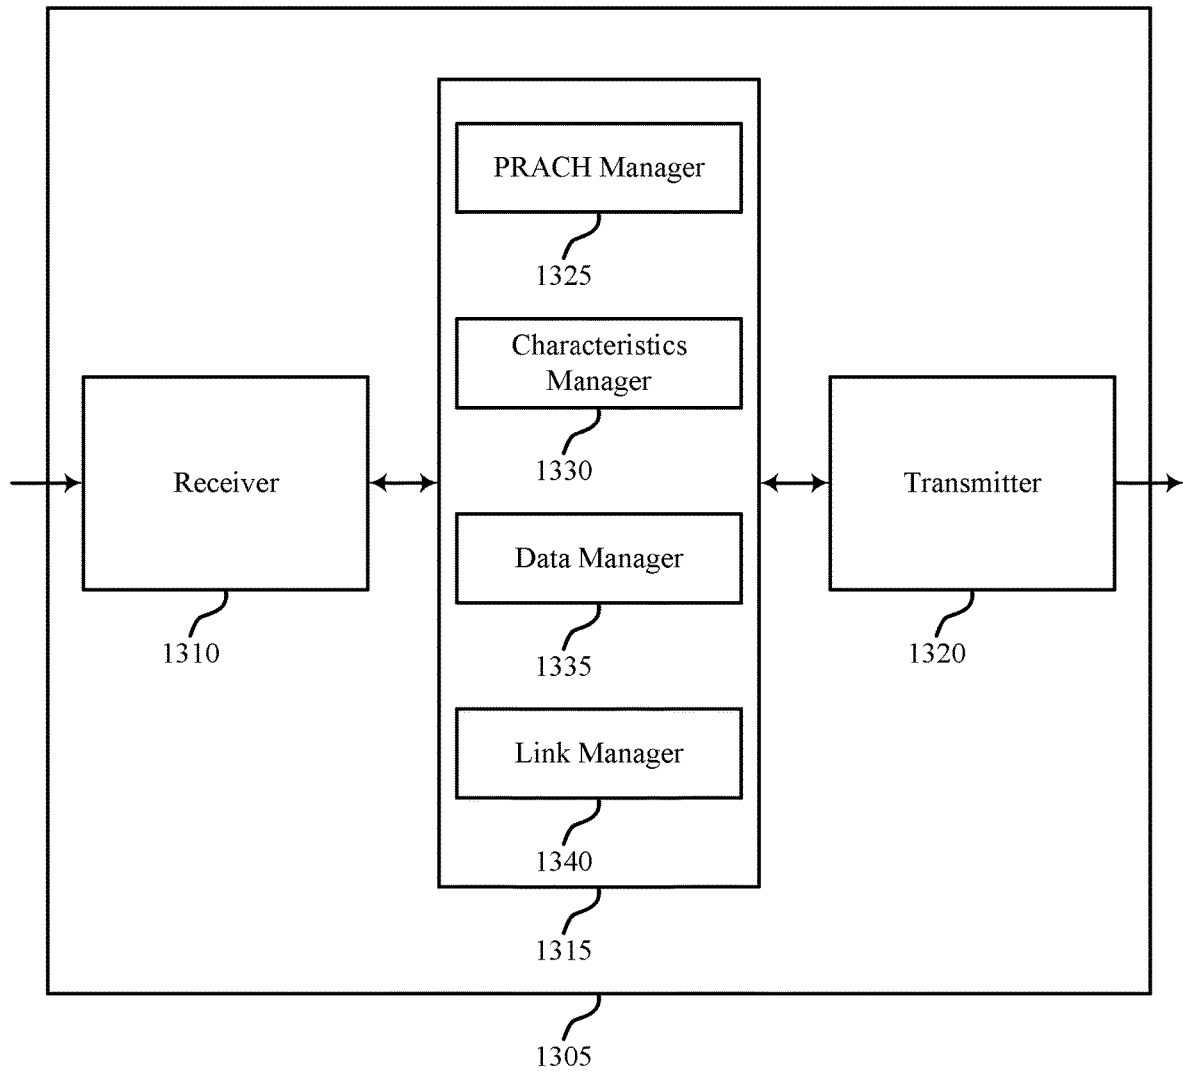 PRACH Manager
1325
Characteristics
Manager
1330
Receiver
1310
Data Manager
1335
Transmitter
1320
Link Manager
1340
1315
1305